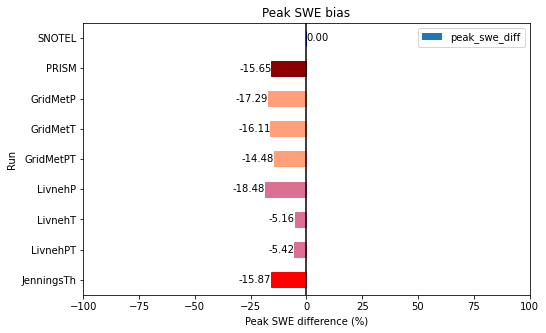 Peak SWE bias
peak_swe_diff
SNOTEL 0.00
PRISM -15.65
GridMetP -17.29
GridMetT -16.11
GridMetPT -14.48
LivnehP -18.48
LivnehT -5.16
LivnehPT -5.42
JenningsTh -15.87
Run
−100 −75 −50 −25 0 25 50 75 100
Peak SWE difference (%)